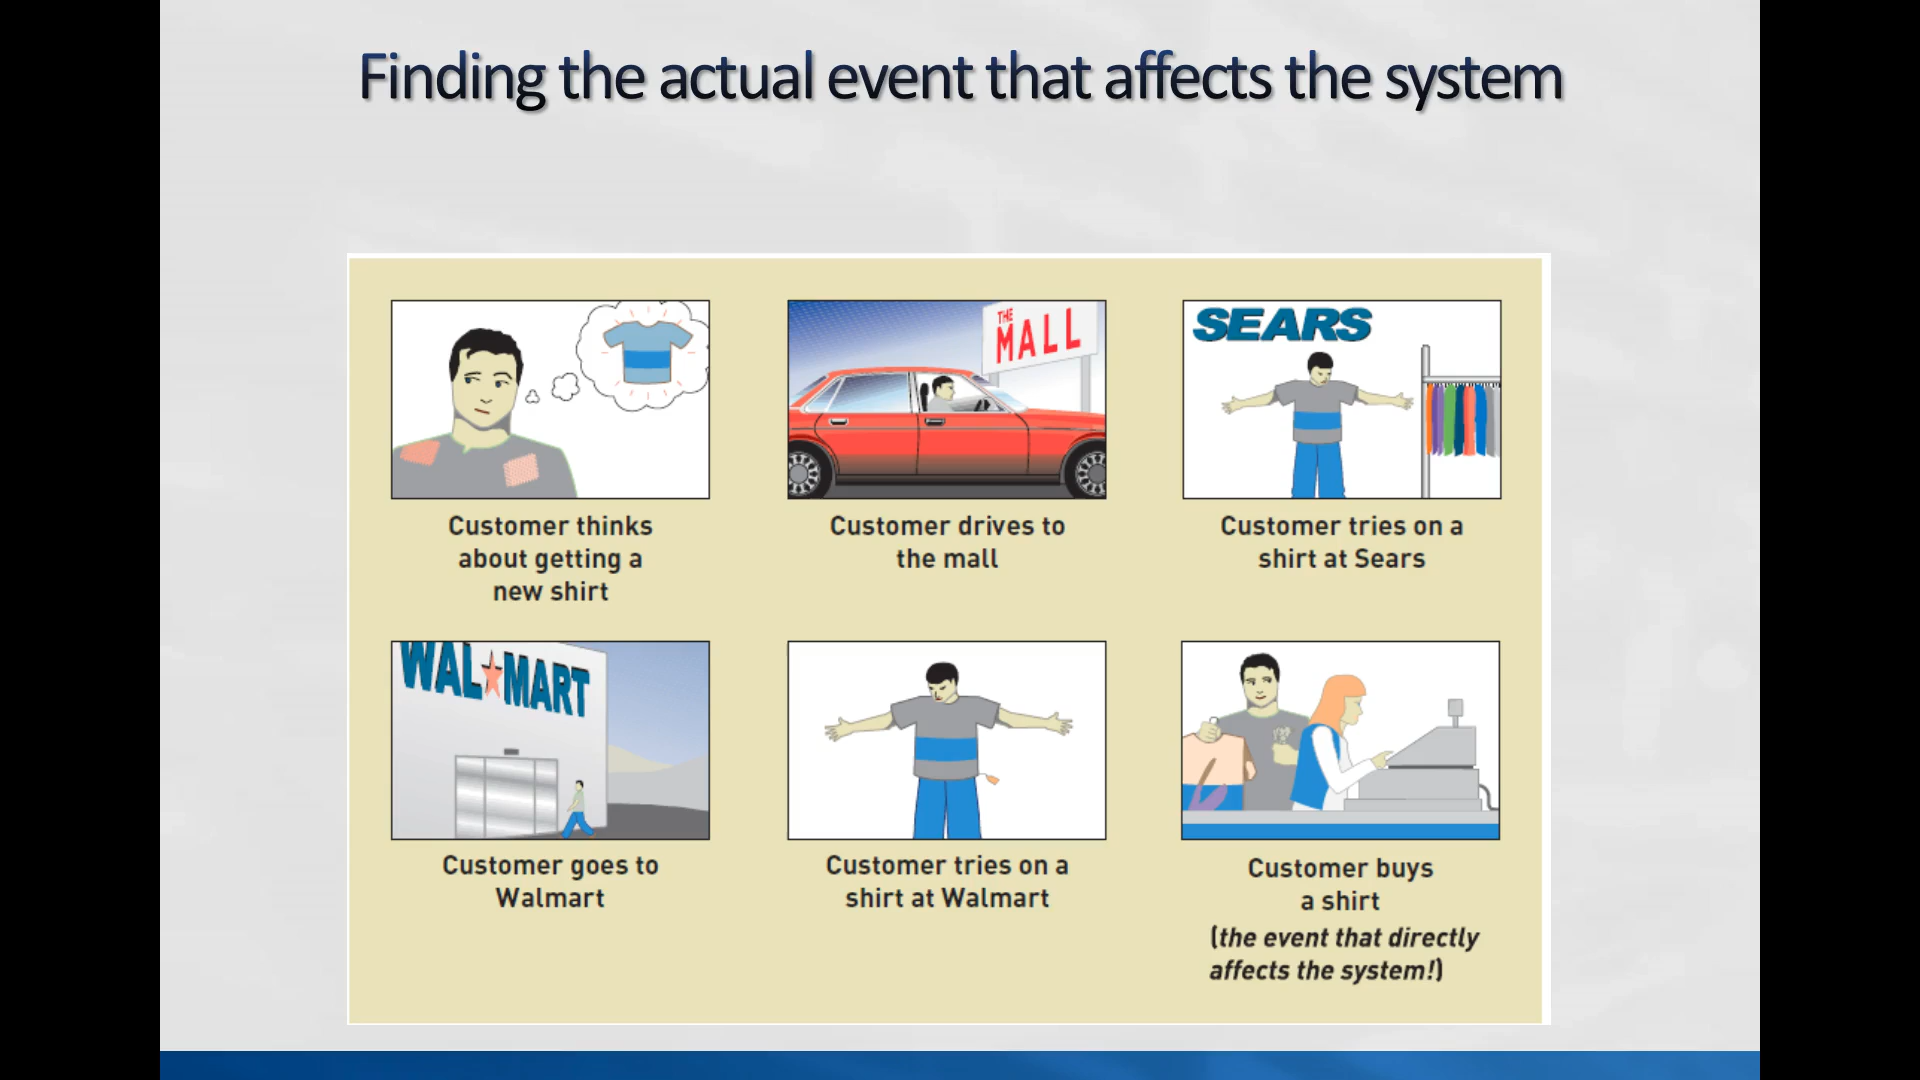 Finding the actual event that affects the system
THE
MALL
SEARS
Customer thinks
about getting a
new shirt
Customer drives to
the mall
Customer tries on a
shirt at Sears
WAL★MART
Customer goes to
Walmart
Customer tries on a
shirt at Walmart
Customer buys
a shirt
(the event that directly
affects the system!)